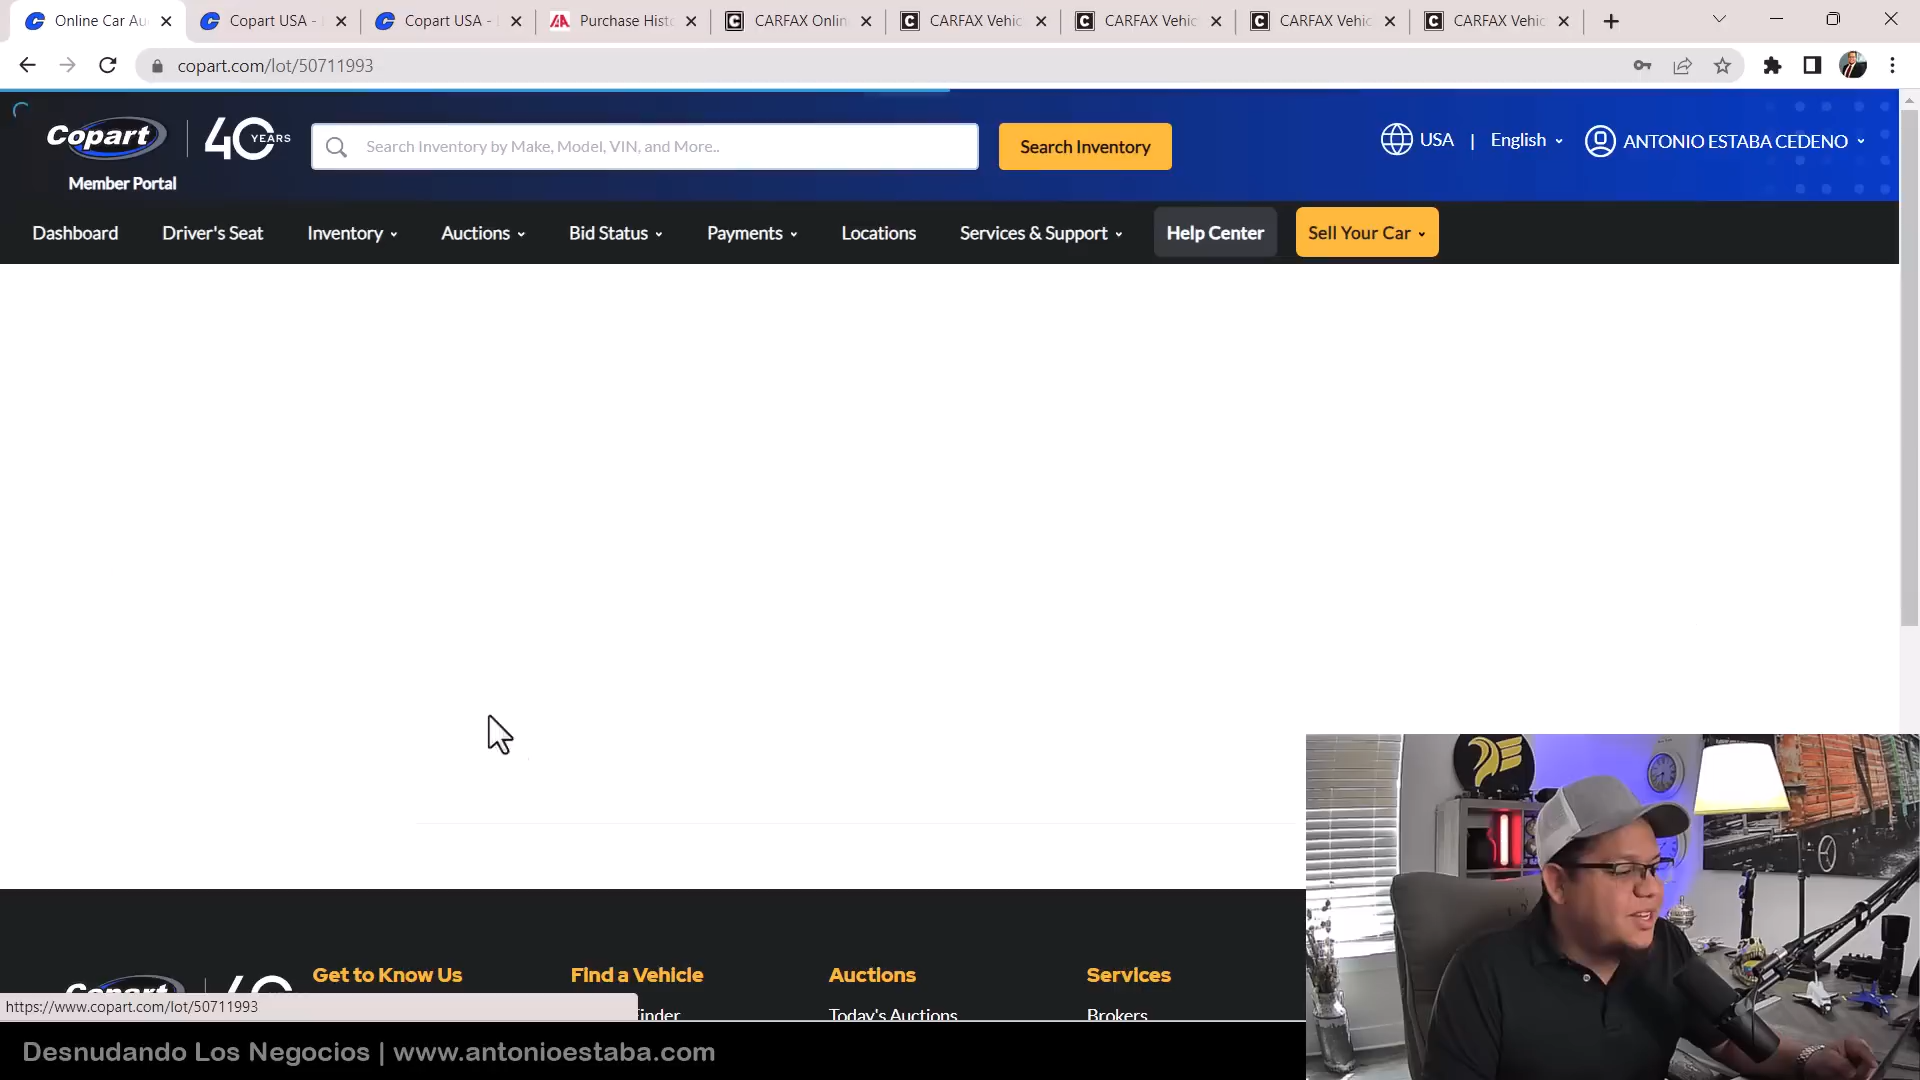 Online Car Au
Copart USA -
Copart USA -
Purchase Hist
CARFAX Onlin
CARFAX Vehic
CARFAX Vehic
CARFAX Vehic
CARFAX Vehic
copart.com/lot/50711993
Copart
40 YEARS
Member Portal
Search Inventory by Make, Model, VIN, and More..
Search Inventory
USA | English
ANTONIO ESTABA CEDENO
Dashboard
Driver's Seat
Inventory
Auctions
Bid Status
Payments
Locations
Services & Support
Help Center
Sell Your Car
Copart
Get to Know Us
Find a Vehicle
Auctions
Services
https://www.copart.com/lot/50711993
Today's Auctions
Brokers
Desnudando Los Negocios | www.antonioestaba.com